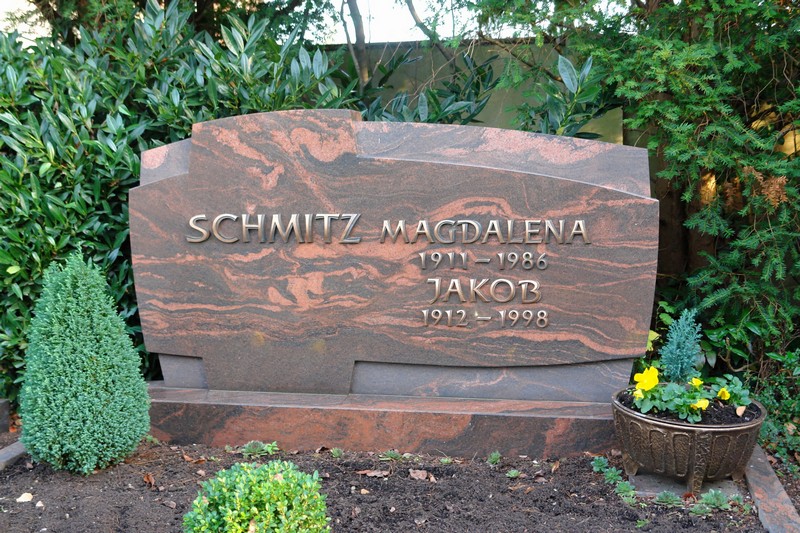 SCHMITZ MAGDALENA
1911 – 1986
JAKOB
1912 – 1998